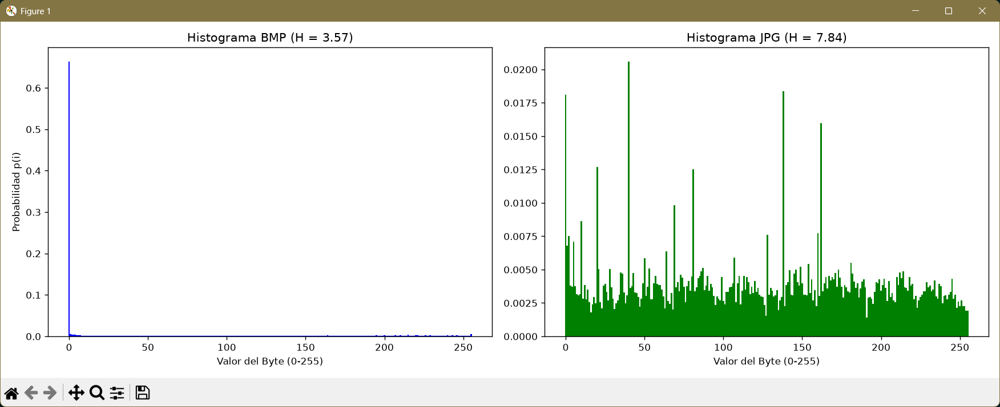 Figure 1
Histograma BMP (H = 3.57)
Probabilidad p(i)
0.6
0.5
0.4
0.3
0.2
0.1
0.0
0 50 100 150 200 250
Valor del Byte (0-255)
Histograma JPG (H = 7.84)
0.0200
0.0175
0.0150
0.0125
0.0100
0.0075
0.0050
0.0025
0.0000
0 50 100 150 200 250
Valor del Byte (0-255)